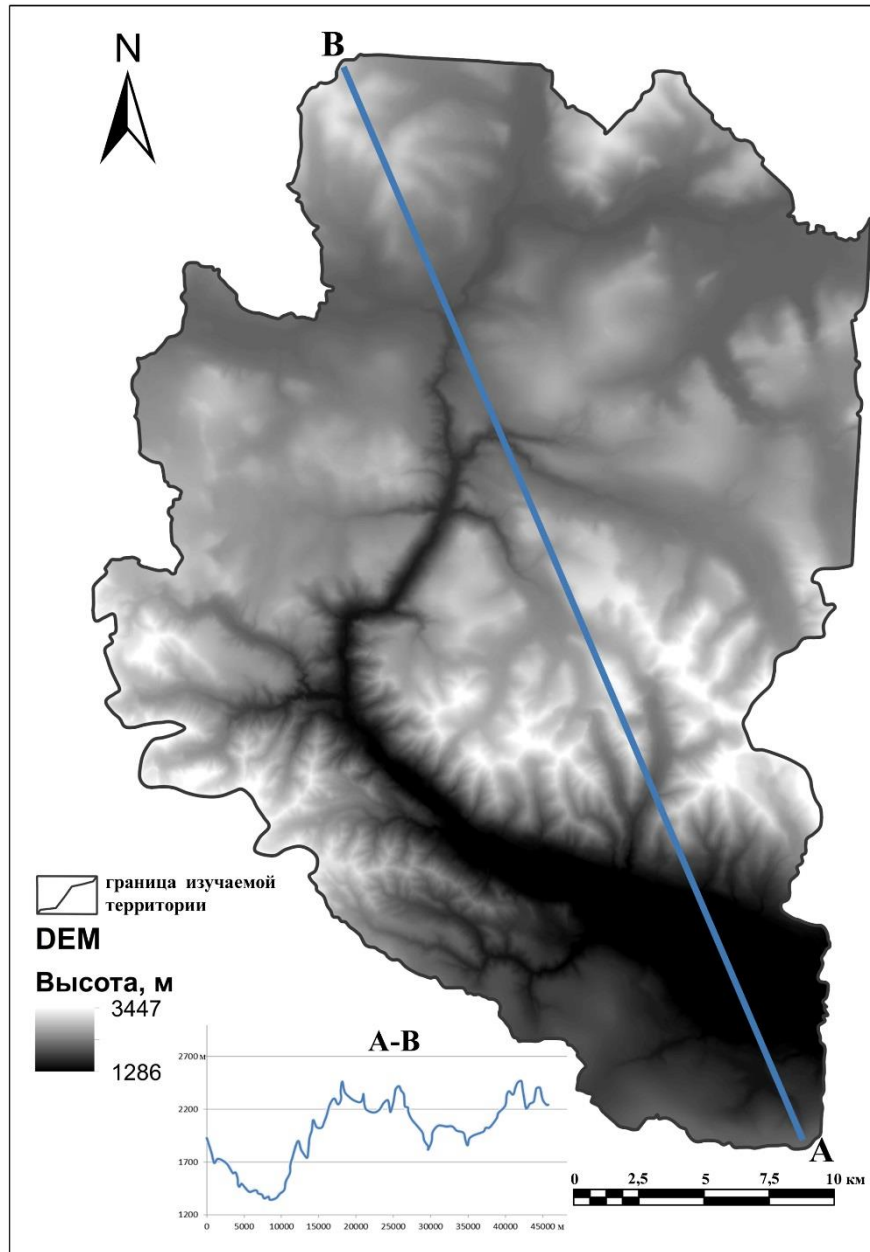 B
N
граница изучаемой
территории
DEM
Высота, м
3447
1286
A-B
2700 м
2200
1700
1200
0 5000 10000 15000 20000 25000 30000 35000 40000 45000 м
A
0 2,5 5 7,5 10 км